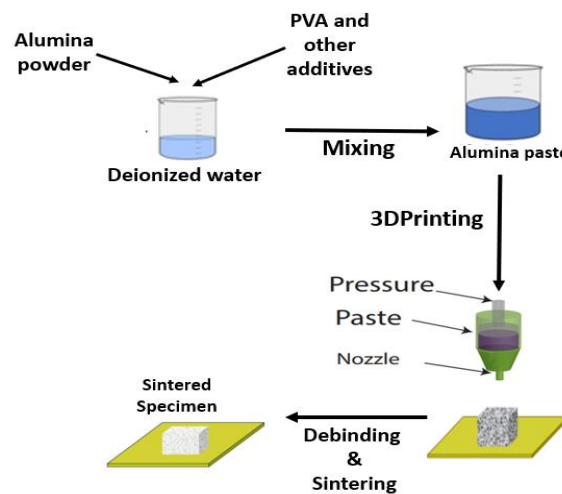 Alumina
powder
PVA and
other
additives
Deionized water
Mixing
Alumina paste
3DPrinting
Pressure
Paste
Nozzle
Sintered
Specimen
Debinding
&
Sintering